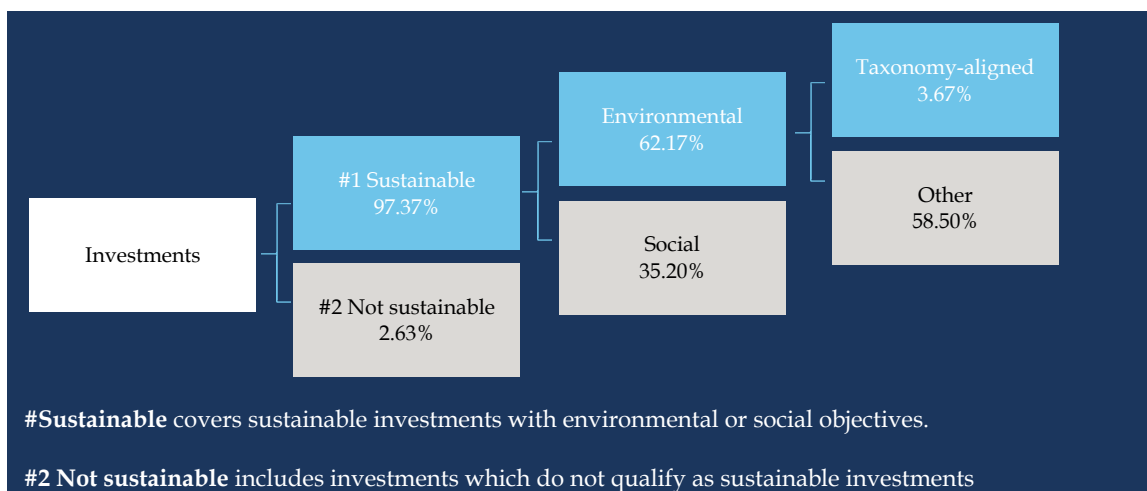 Taxonomy-aligned
3.67%
Environmental
62.17%
#1 Sustainable
97.37%
Other
58.50%
Investments
Social
35.20%
#2 Not sustainable
2.63%
#Sustainable covers sustainable investments with environmental or social objectives.
#2 Not sustainable includes investments which do not qualify as sustainable investments